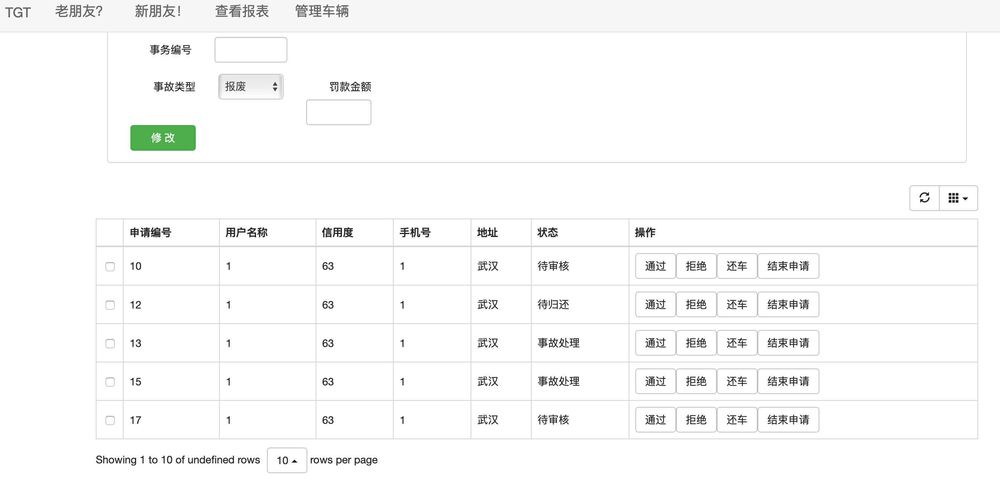 TGT 老朋友? 新朋友! 查看报表 管理车辆
事务编号
事故类型 报废 罚款金额
修 改
申请编号 用户名称 信用度 手机号 地址 状态 操作
10 1 63 1 武汉 待审核 通过 拒绝 还车 结束申请
12 1 63 1 武汉 待归还 通过 拒绝 还车 结束申请
13 1 63 1 武汉 事故处理 通过 拒绝 还车 结束申请
15 1 63 1 武汉 事故处理 通过 拒绝 还车 结束申请
17 1 63 1 武汉 待审核 通过 拒绝 还车 结束申请
Showing 1 to 10 of undefined rows 10 rows per page